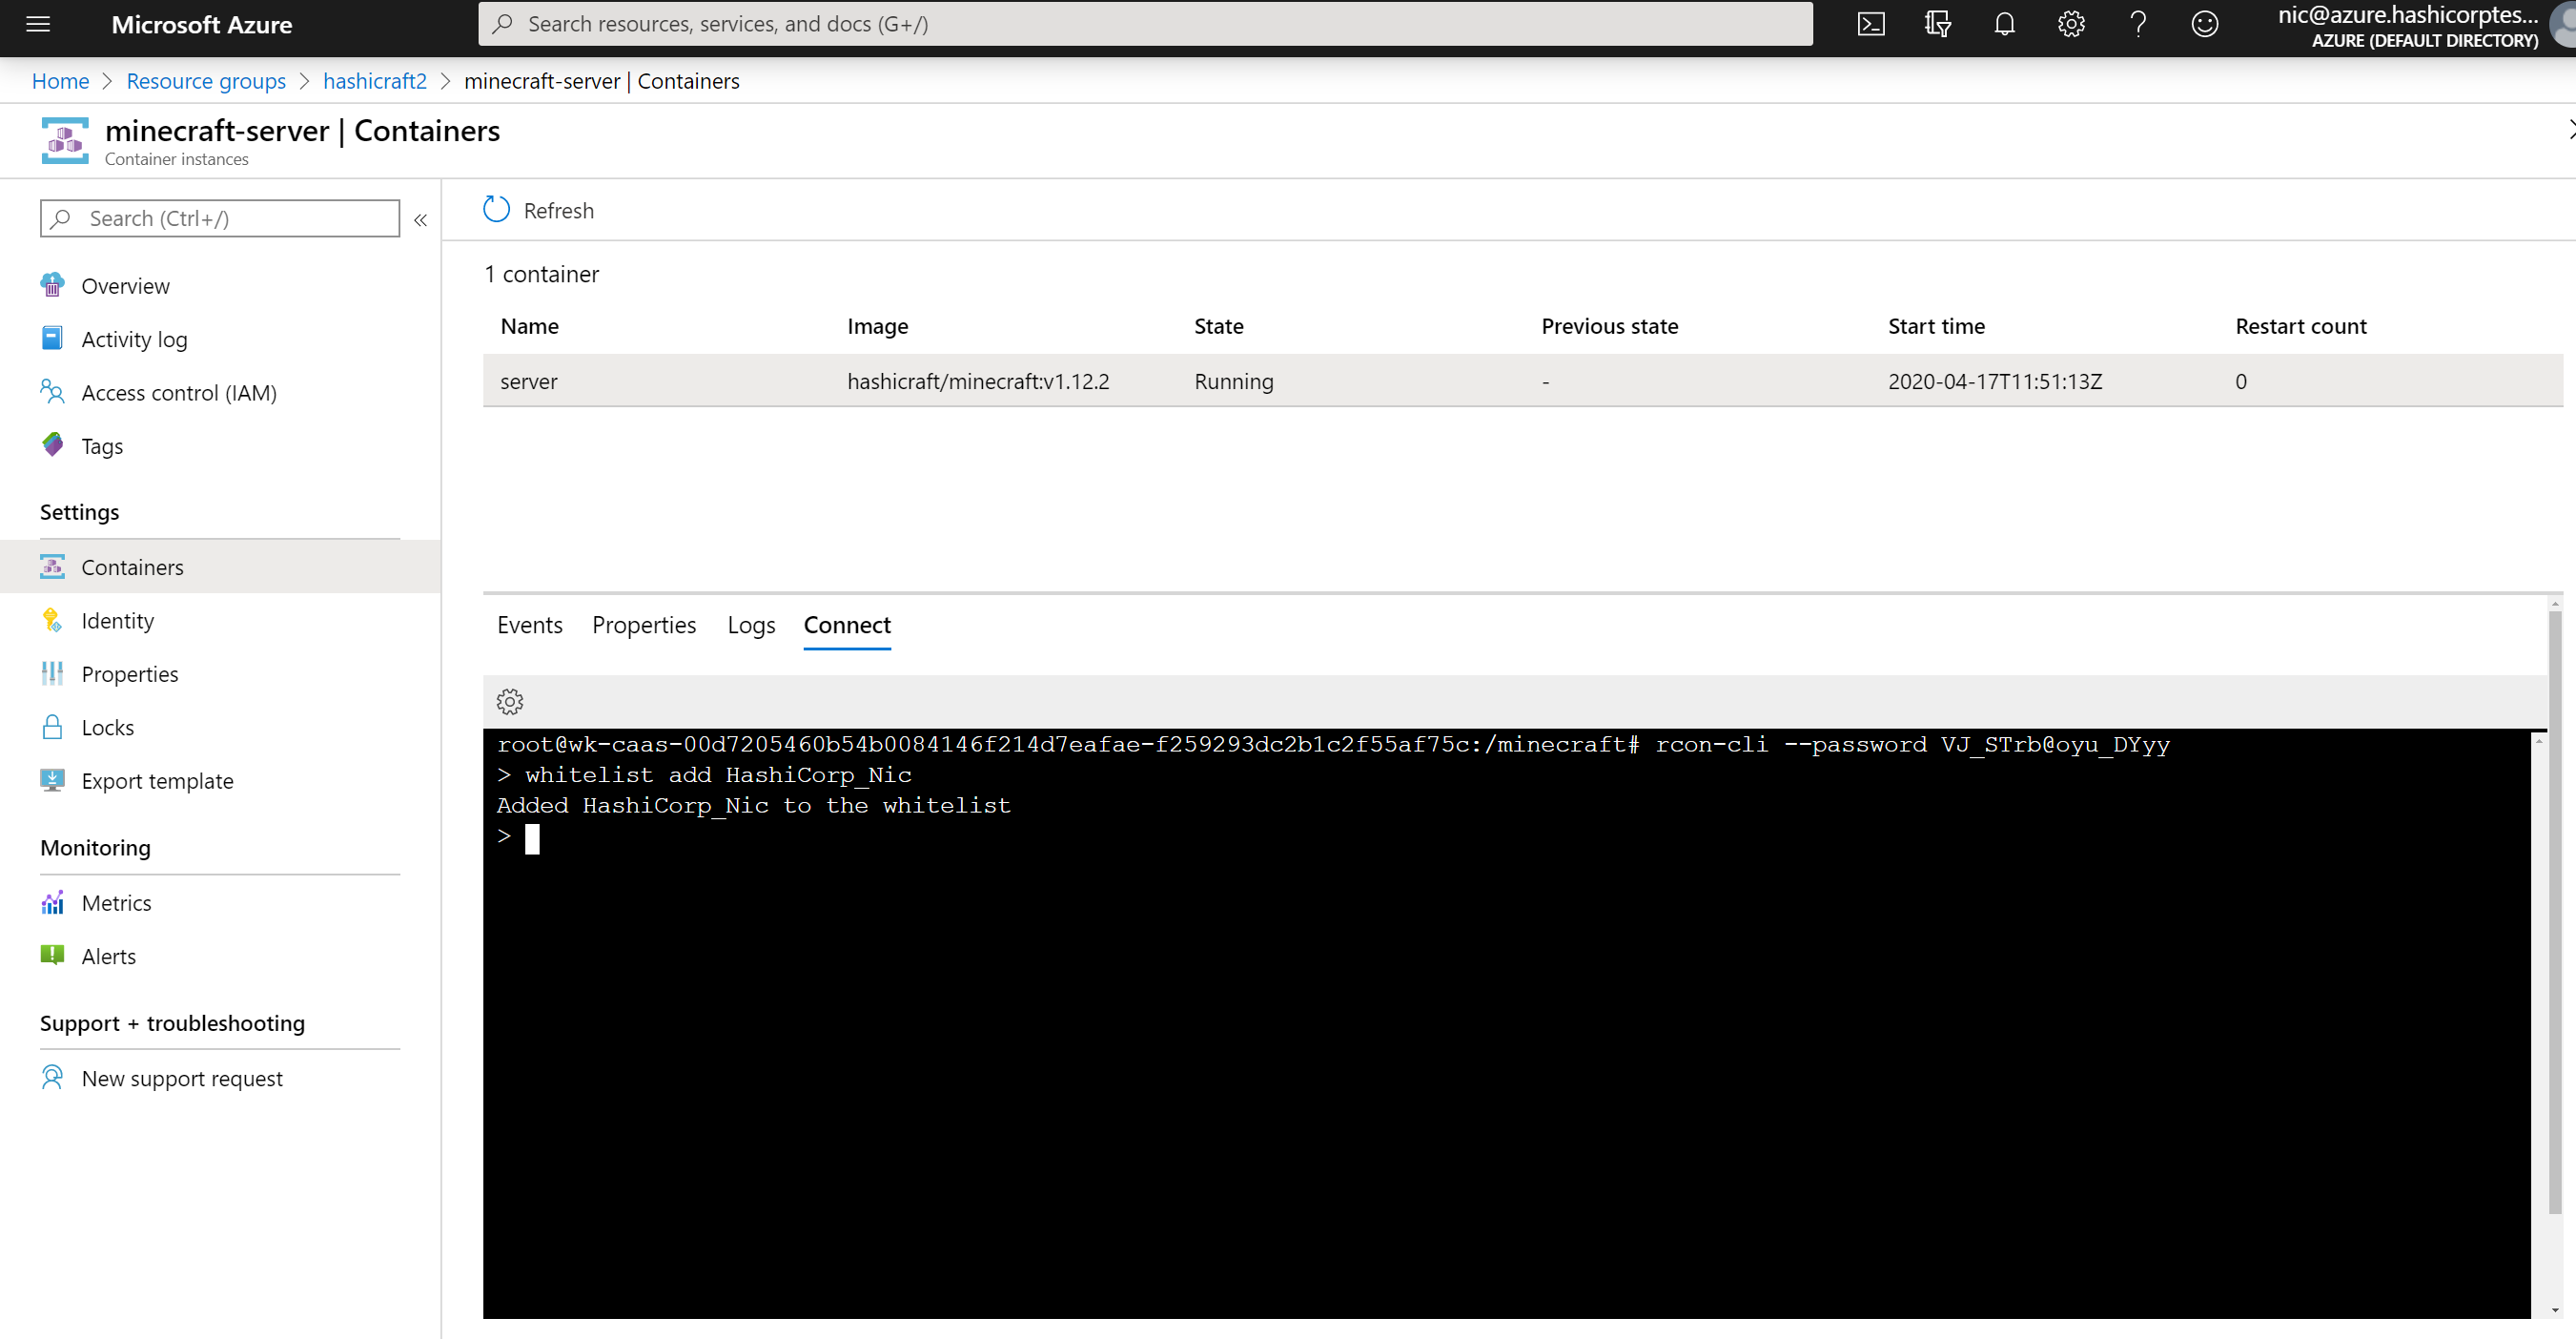 Microsoft Azure
Search resources, services, and docs (G+/)
nic@azure.hashicorptes...
AZURE (DEFAULT DIRECTORY)
Home > Resource groups > hashicraft2 > minecraft-server | Containers
minecraft-server | Containers
Container instances
Search (Ctrl+/)
«
Overview
Activity log
Access control (IAM)
Tags
Settings
Containers
Identity
Properties
Locks
Export template
Monitoring
Metrics
Alerts
Support + troubleshooting
New support request
Refresh
1 container
Name Image State Previous state Start time Restart count
server hashicraft/minecraft:v1.12.2 Running - 2020-04-17T11:51:13Z 0
Events Properties Logs Connect
root@wk-caas-00d7205460b54b0084146f214d7eafae-f259293dc2b1c2f55af75c:/minecraft# rcon-cli --password VJ_STrb@oyu_DYyy
> whitelist add HashiCorp_Nic
Added HashiCorp_Nic to the whitelist
>